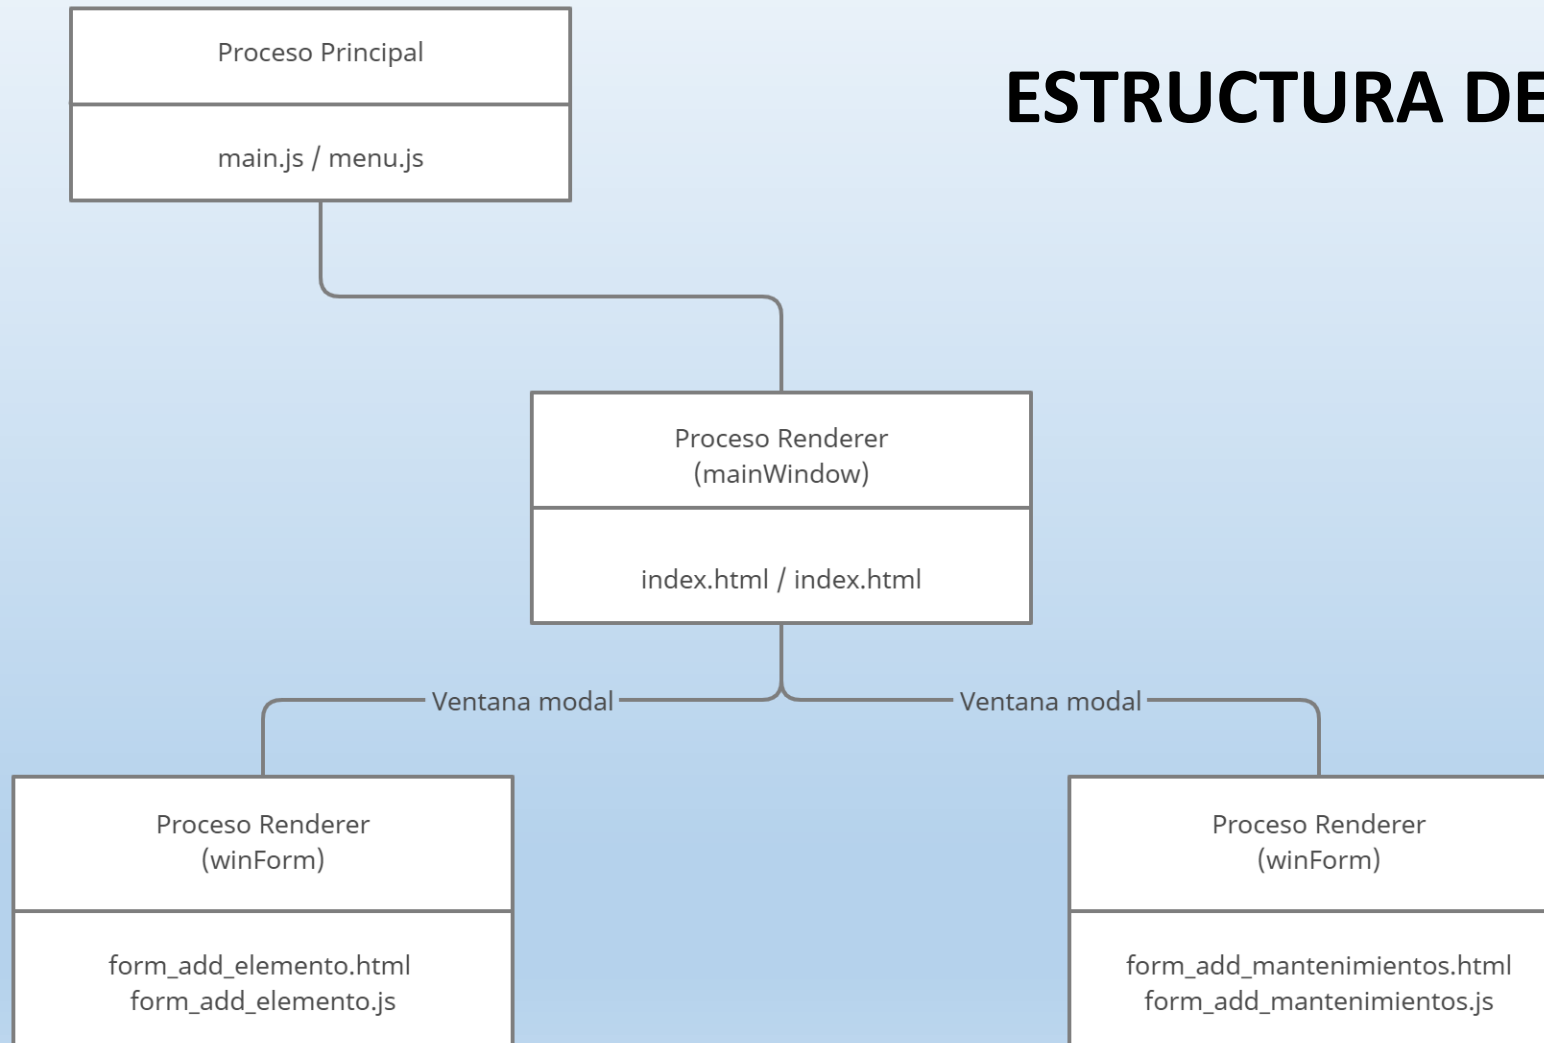 Proceso Principal
main.js / menu.js
ESTRUCTURA DE
Proceso Renderer
(mainWindow)
index.html / index.html
Ventana modal
Ventana modal
Proceso Renderer
(winForm)
form_add_elemento.html
form_add_elemento.js
Proceso Renderer
(winForm)
form_add_mantenimientos.html
form_add_mantenimientos.js